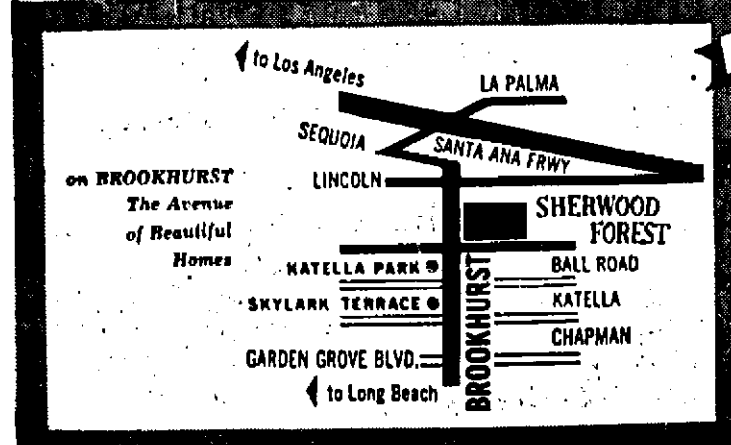 to Los Angeles
LA PALMA
SEQUOIA
SANTA ANA FRWY
on BROOKHURST
The Avenue
of Beautiful
Homes
LINCOLN
SHERWOOD
FOREST
KATELLA PARK
BALL ROAD
SKYLARK TERRACE
KATELLA
CHAPMAN
GARDEN GROVE BLVD.
BROOKHURST
to Long Beach